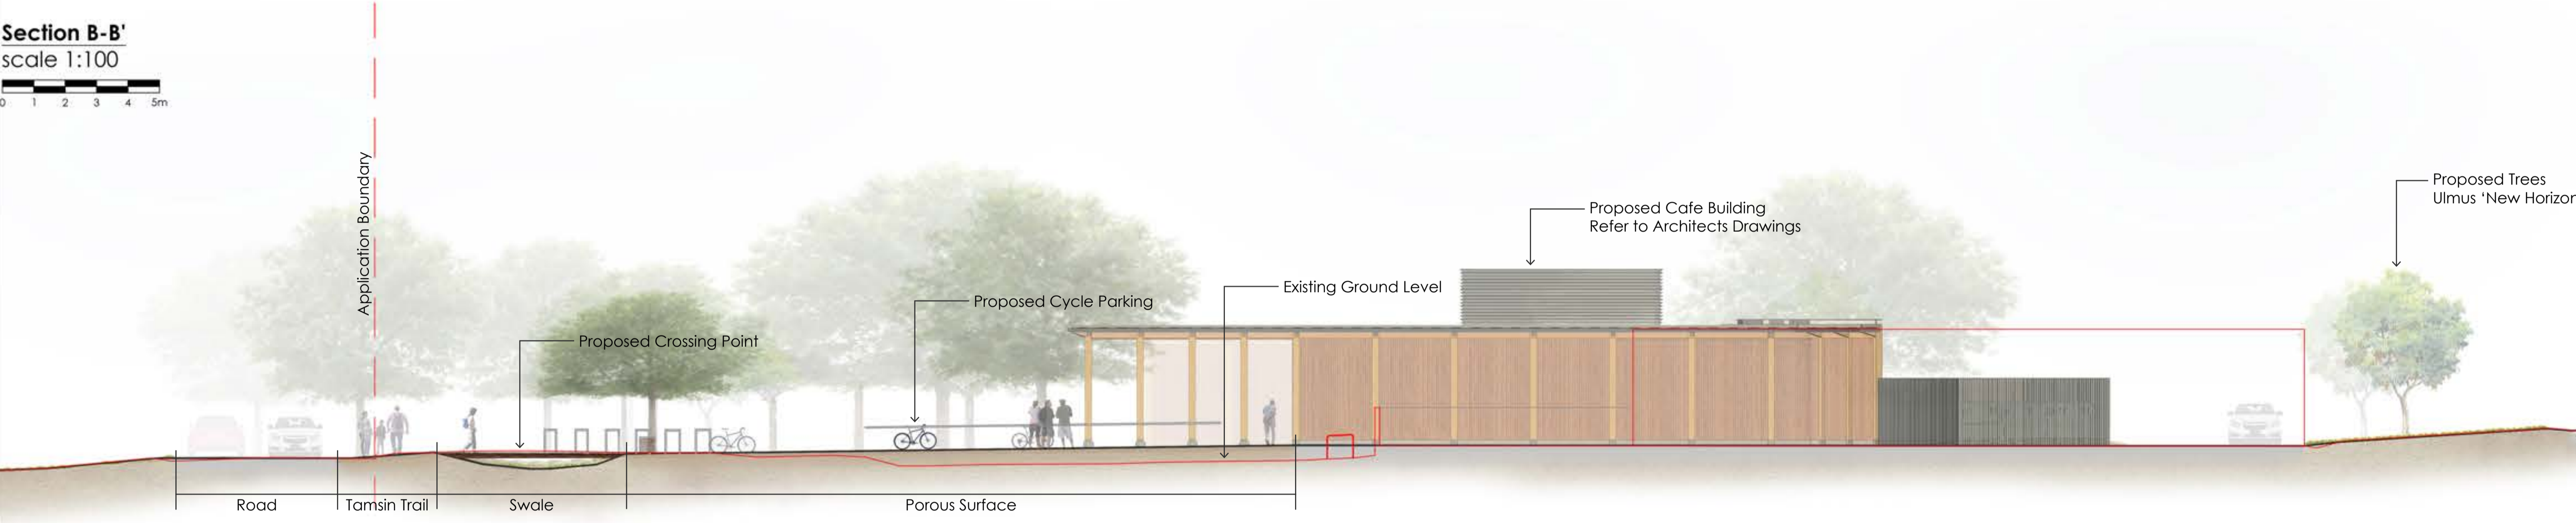 Section B-B'
scale 1:100
0 1 2 3 4 5m
Application Boundary
Proposed Crossing Point
Proposed Cycle Parking
Existing Ground Level
Proposed Cafe Building
Refer to Architects Drawings
Proposed Trees
Ulmus ‘New Horizon
Road
Tamsin Trail
Swale
Porous Surface